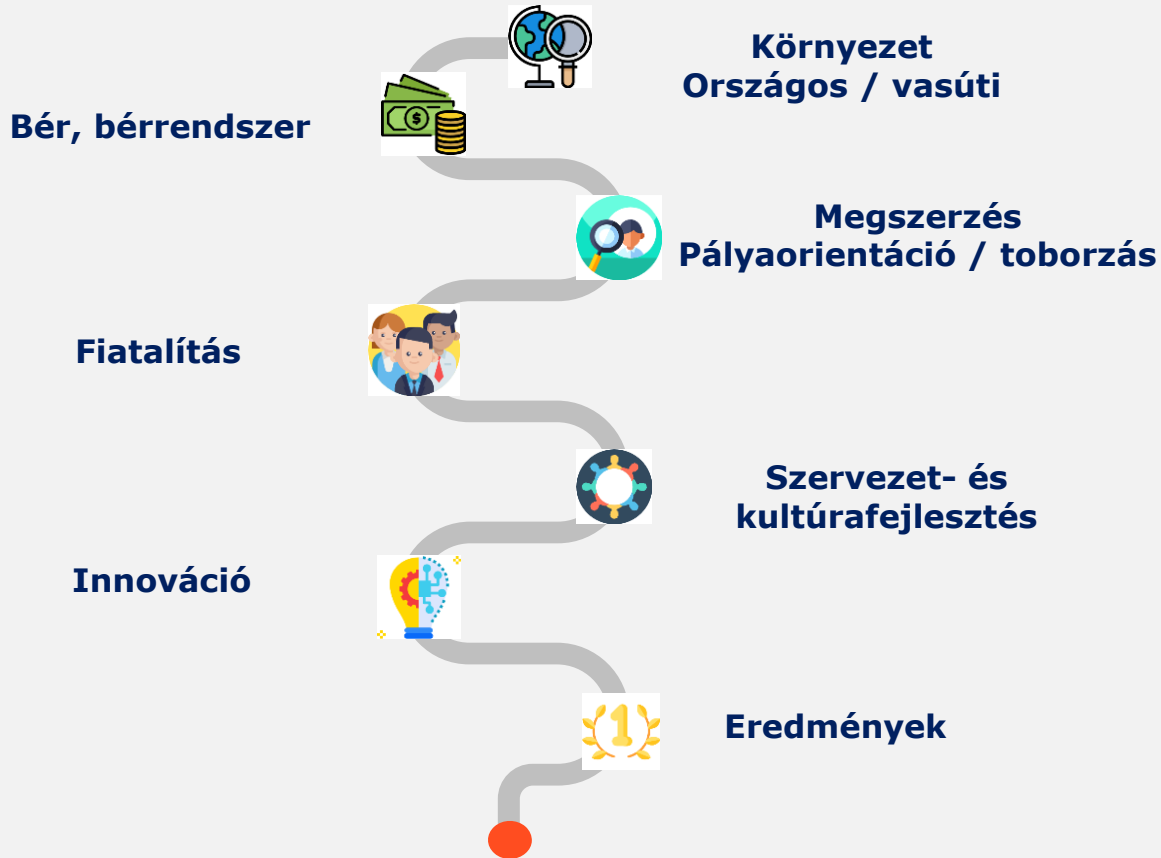 Környezet
Országos / vasúti
Bér, bérrendszer
Megszerzés
Pályaorientáció / toborzás
Fiatalítás
Szervezet- és
kultúrafejlesztés
Innováció
Eredmények